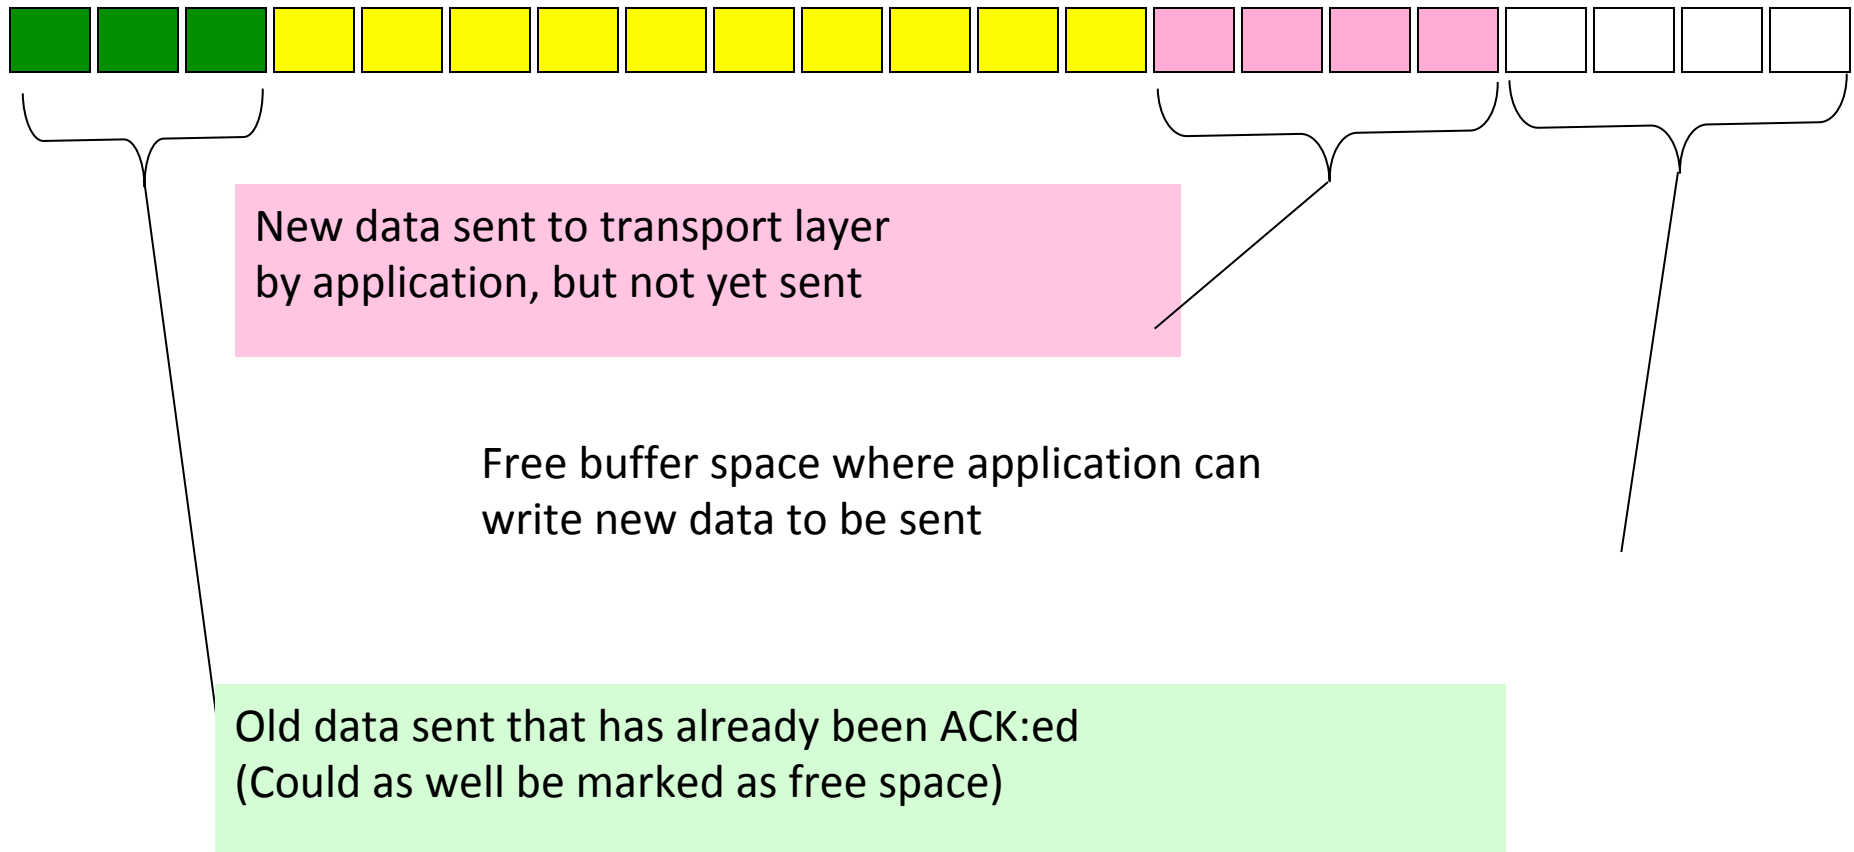 New data sent to transport layer
by application, but not yet sent
Free buffer space where application can
write new data to be sent
Old data sent that has already been ACK:ed
(Could as well be marked as free space)